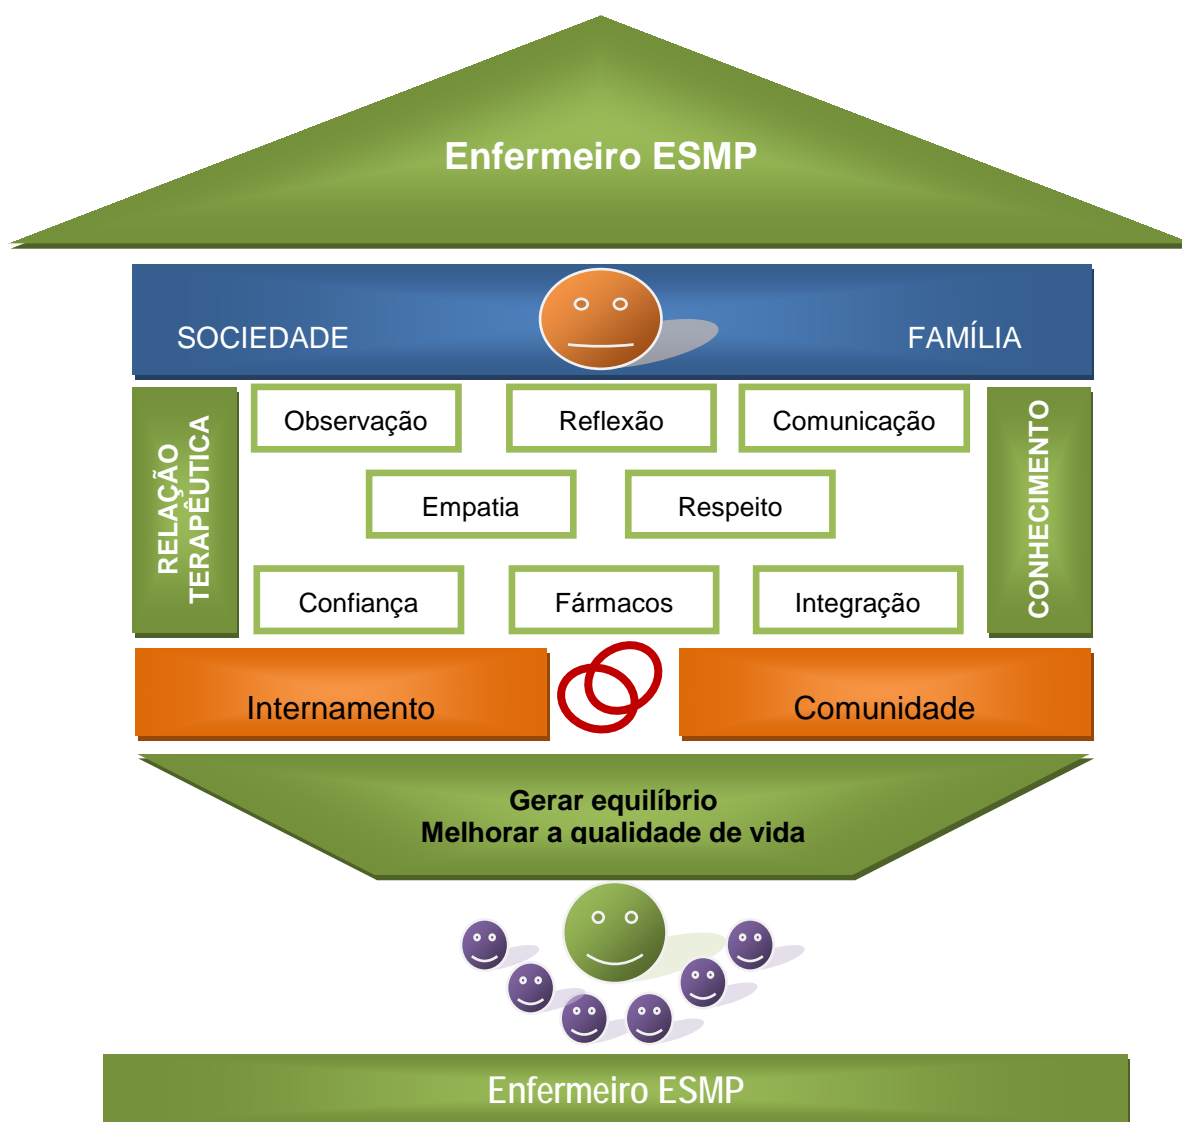 Enfermeiro ESMP
SOCIEDADE
FAMÍLIA
RELAÇÃO
TERAPÊUTICA
Observação
Reflexão
Comunicação
Empatia
Respeito
Confiança
Fármacos
Integração
CONHECIMENTO
Internamento
Comunidade
Gerar equilíbrio
Melhorar a qualidade de vida
Enfermeiro ESMP